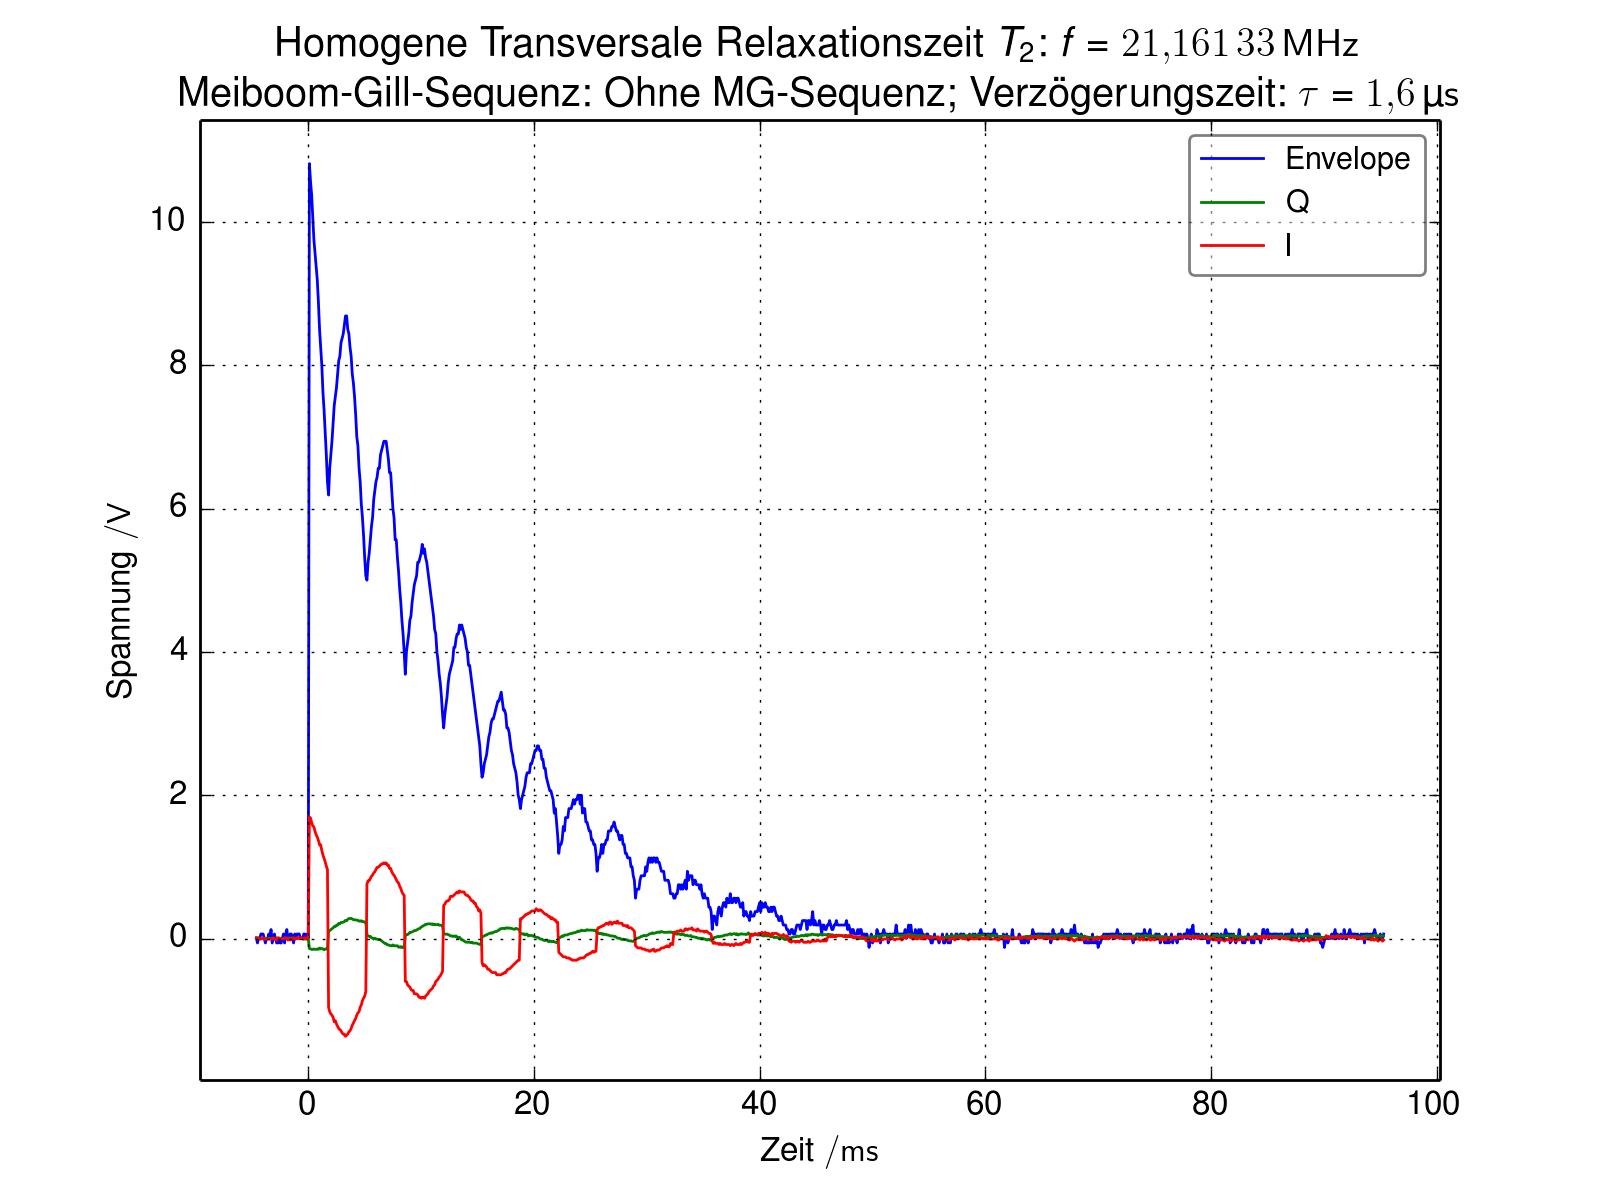 Homogene Transversale Relaxationszeit T₂: f = 21,161 33 MHz
Meiboom-Gill-Sequenz: Ohne MG-Sequenz; Verzögerungszeit: τ = 1,6 µs
Envelope
Q
I
10
8
6
4
2
0
Spannung /V
0 20 40 60 80 100
Zeit /ms